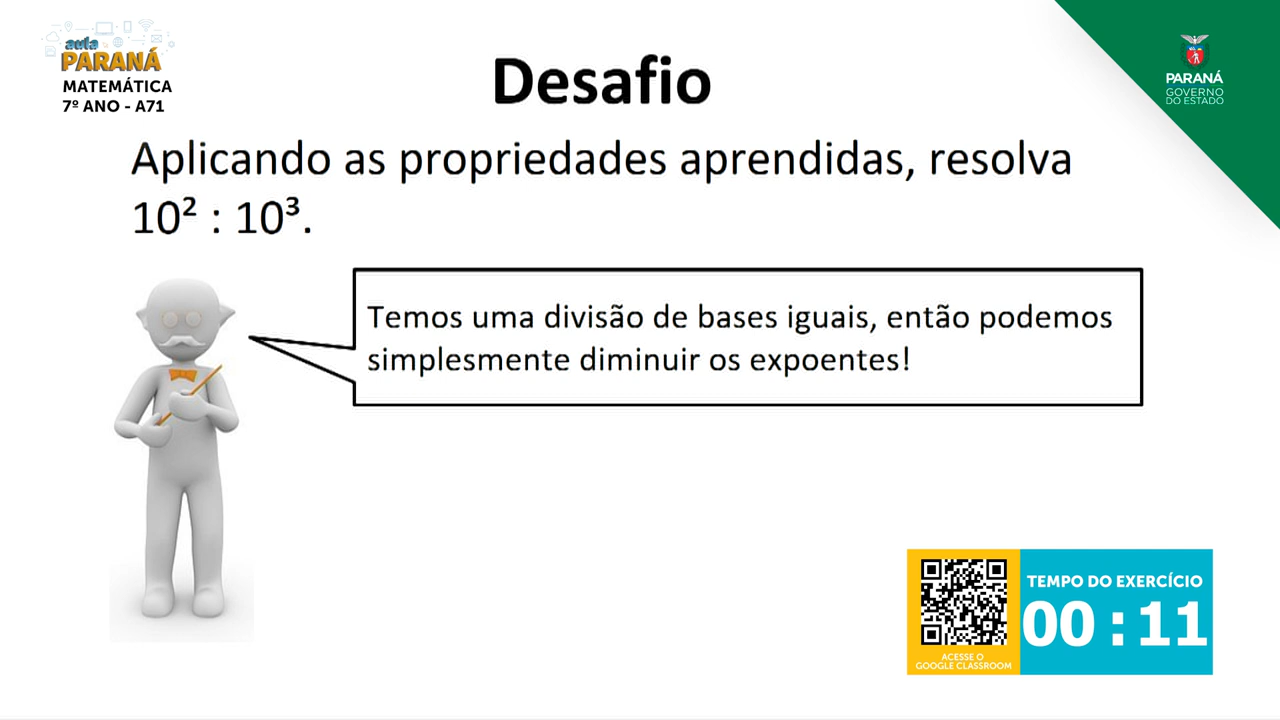 aula
PARANÁ
MATEMÁTICA
7º ANO - A71
Desafio
PARANÁ
GOVERNO
DO ESTADO
Aplicando as propriedades aprendidas, resolva
10² : 10³.
Temos uma divisão de bases iguais, então podemos
simplesmente diminuir os expoentes!
TEMPO DO EXERCÍCIO
00 : 11
ACESSE O
GOOGLE CLASSROOM